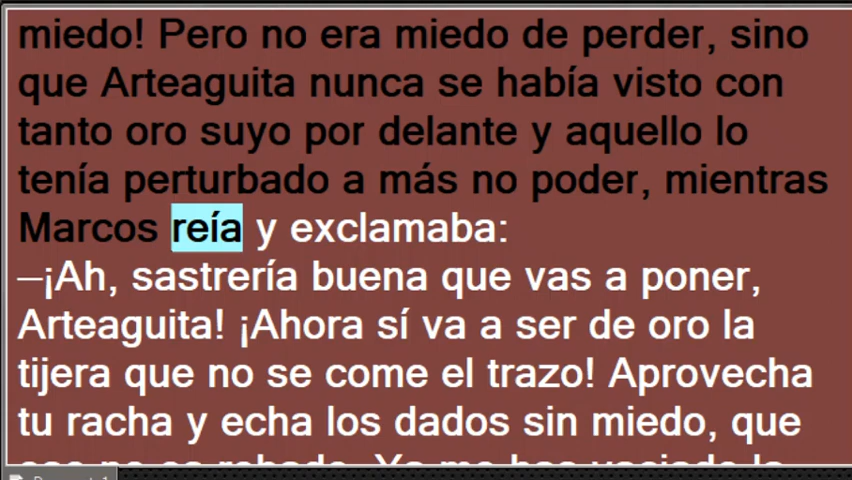 miedo! Pero no era miedo de perder, sino
que Arteaguita nunca se había visto con
tanto oro suyo por delante y aquello lo
tenía perturbado a más no poder, mientras
Marcos reía y exclamaba:
—¡Ah, sastrería buena que vas a poner,
Arteaguita! ¡Ahora sí va a ser de oro la
tijera que no se come el trazo! Aprovecha
tu racha y echa los dados sin miedo, que